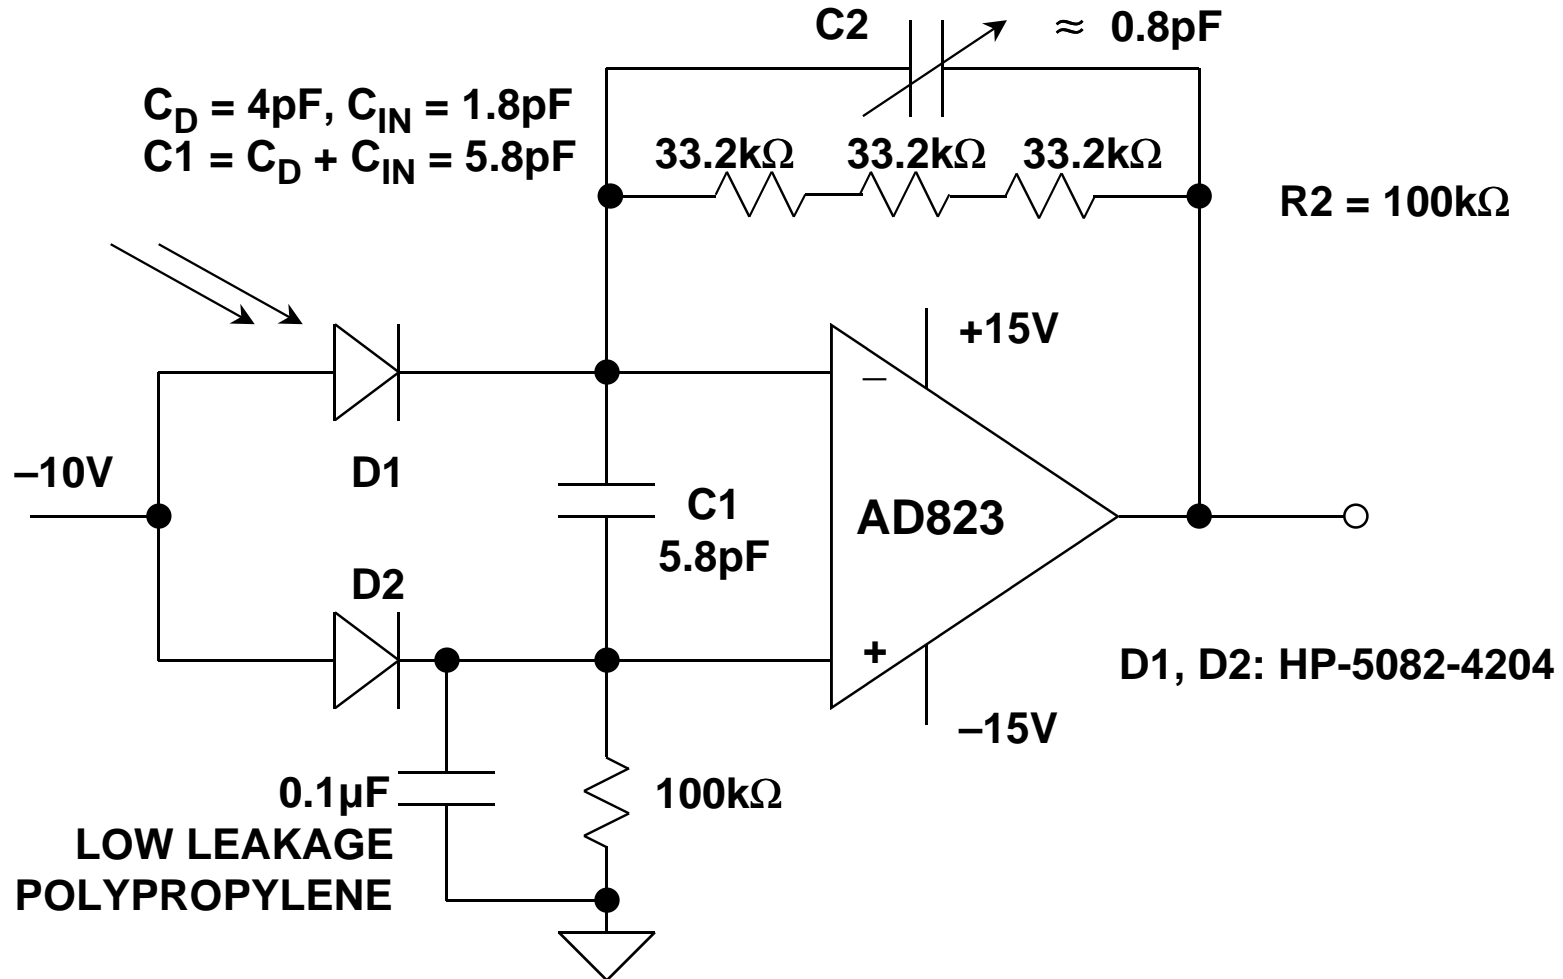 C2 ≈ 0.8pF
C_D = 4pF, C_IN = 1.8pF
C1 = C_D + C_IN = 5.8pF
33.2kΩ 33.2kΩ 33.2kΩ
R2 = 100kΩ
+15V
–
–10V
D1
C1
5.8pF
AD823
D2
+
D1, D2: HP-5082-4204
–15V
0.1µF
100kΩ
LOW LEAKAGE
POLYPROPYLENE